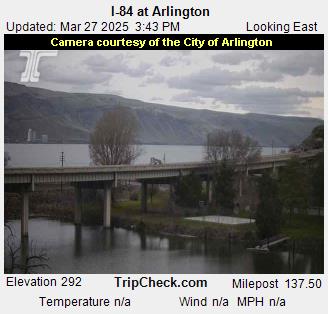 I-84 at Arlington
Updated: Mar 27 2025 3:43 PM Looking East
Camera courtesy of the City of Arlington
Elevation 292 TripCheck.com Milepost 137.50
Temperature n/a Wind n/a MPH n/a